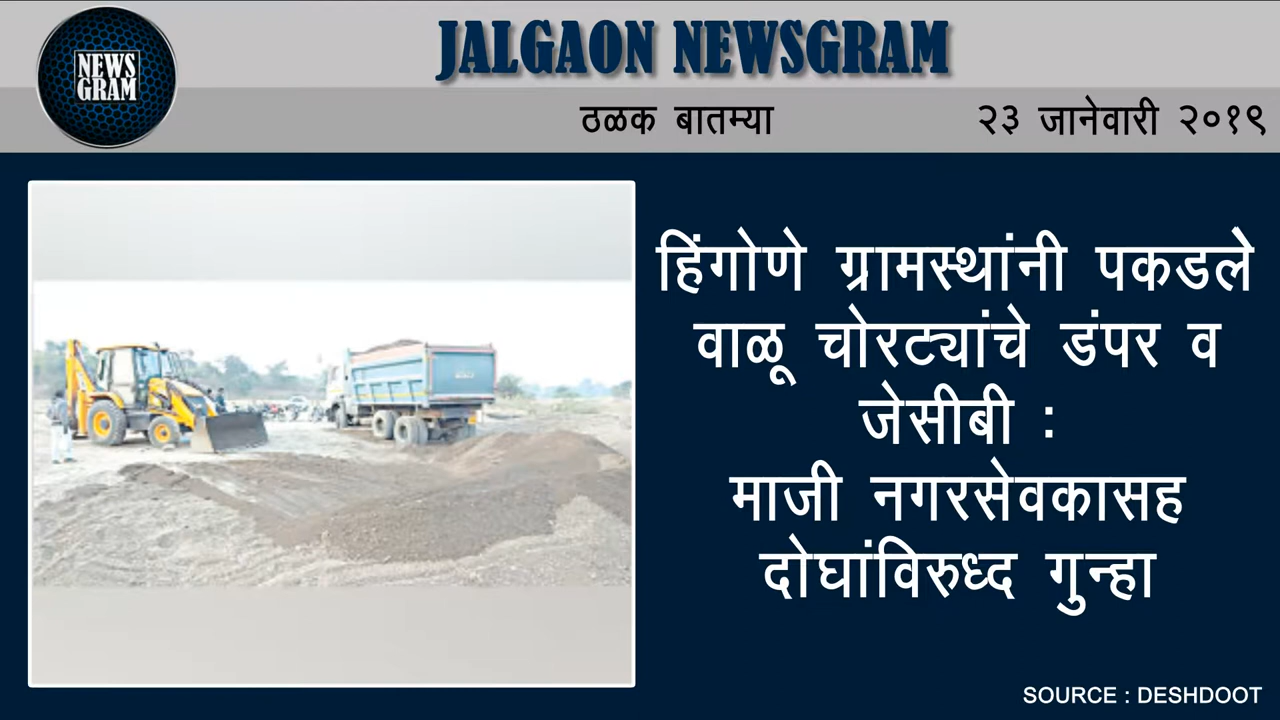 NEWS
GRAM
JALGAON NEWSGRAM
ठळक बातम्या
२३ जानेवारी २०१९
हिंगोणे ग्रामस्थांनी पकडले
वाळू चोरट्यांचे डंपर व
जेसीबी :
माजी नगरसेवकासह
दोघांविरुध्द गुन्हा
SOURCE : DESHDOOT